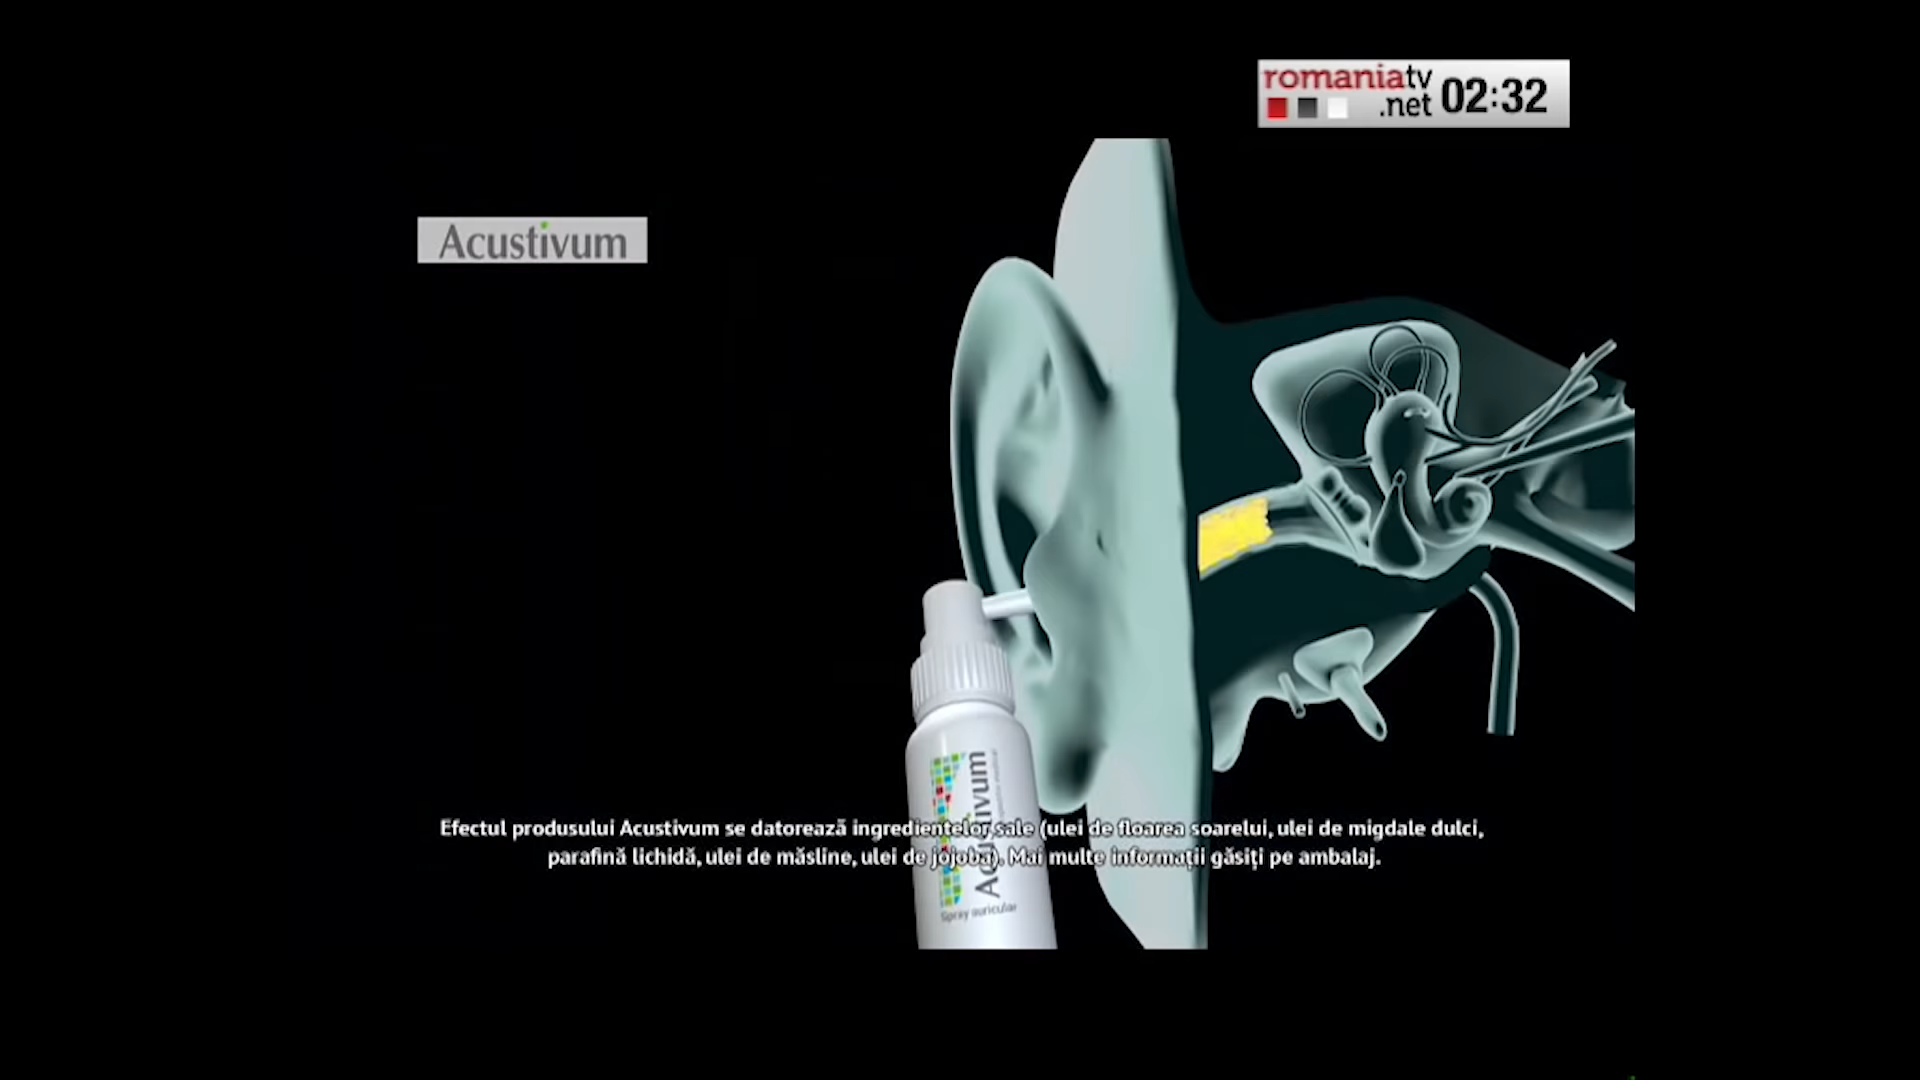 romaniatv
.net 02:32
Acustivum
Acustivum
Spray auricular
Efectul produsului Acustivum se datorează ingredientelor sale (ulei de floarea soarelui, ulei de migdale dulci,
parafină lichidă, ulei de măsline, ulei de jojoba). Mai multe informații găsiți pe ambalaj.